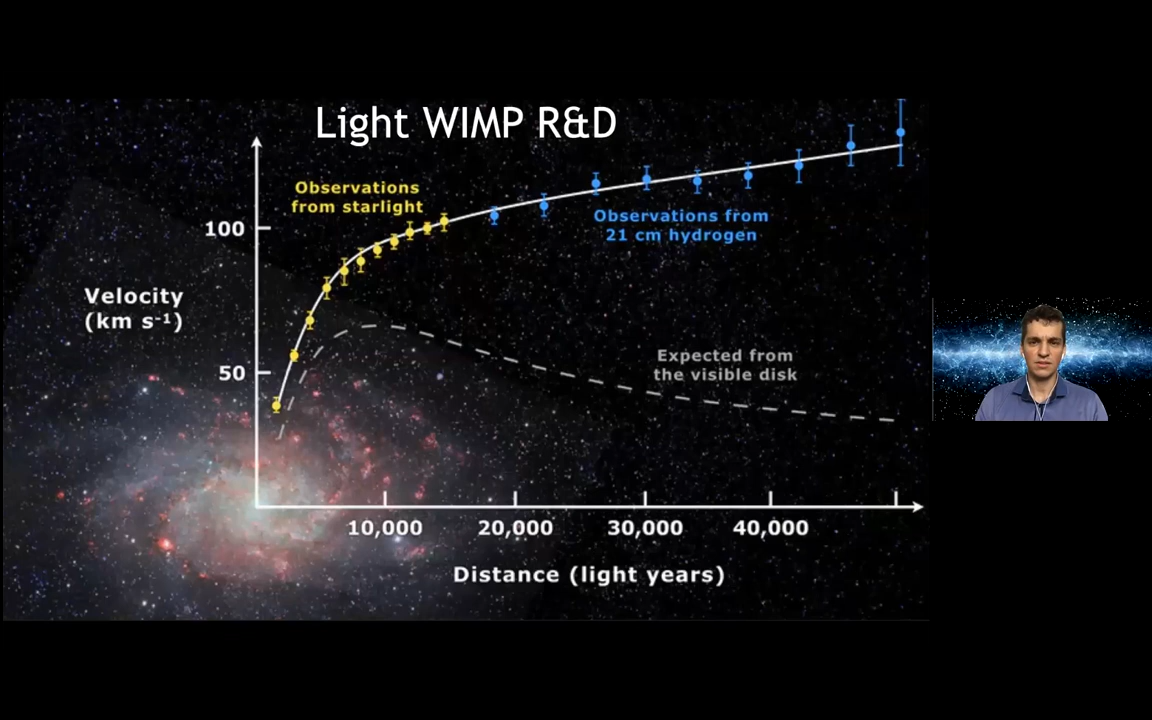 Light WIMP R&D
Observations
from starlight
100
Observations from
21 cm hydrogen
Velocity
(km s⁻¹)
50
Expected from
the visible disk
10,000
20,000
30,000
40,000
Distance (light years)